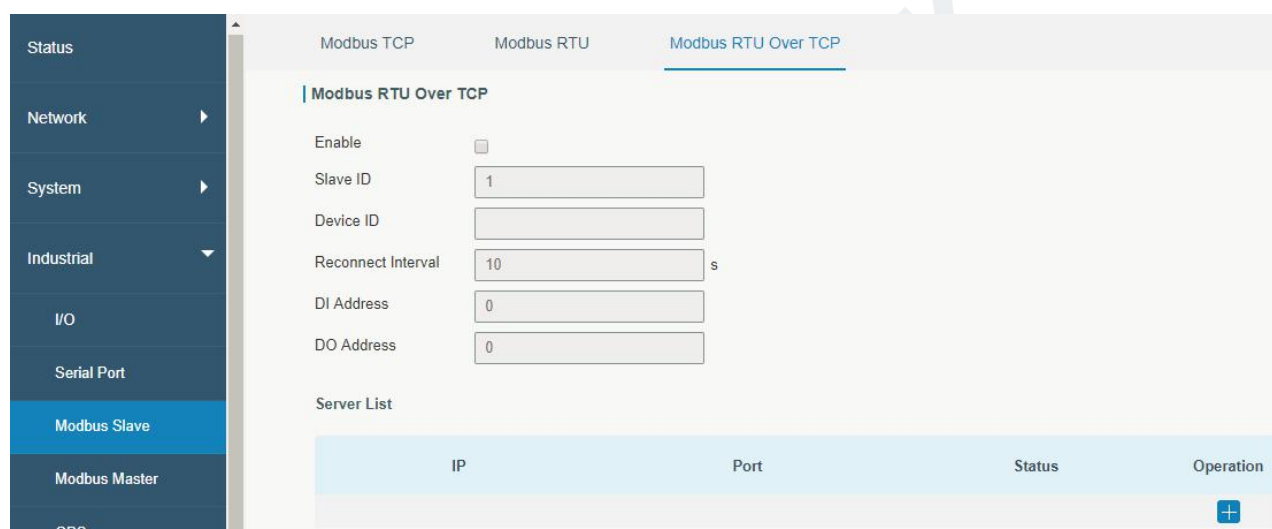 Status
Network
System
Industrial
I/O
Serial Port
Modbus Slave
Modbus Master
Modbus TCP Modbus RTU Modbus RTU Over TCP
Modbus RTU Over TCP
Enable
Slave ID 1
Device ID
Reconnect Interval 10 s
DI Address 0
DO Address 0
Server List
IP Port Status Operation